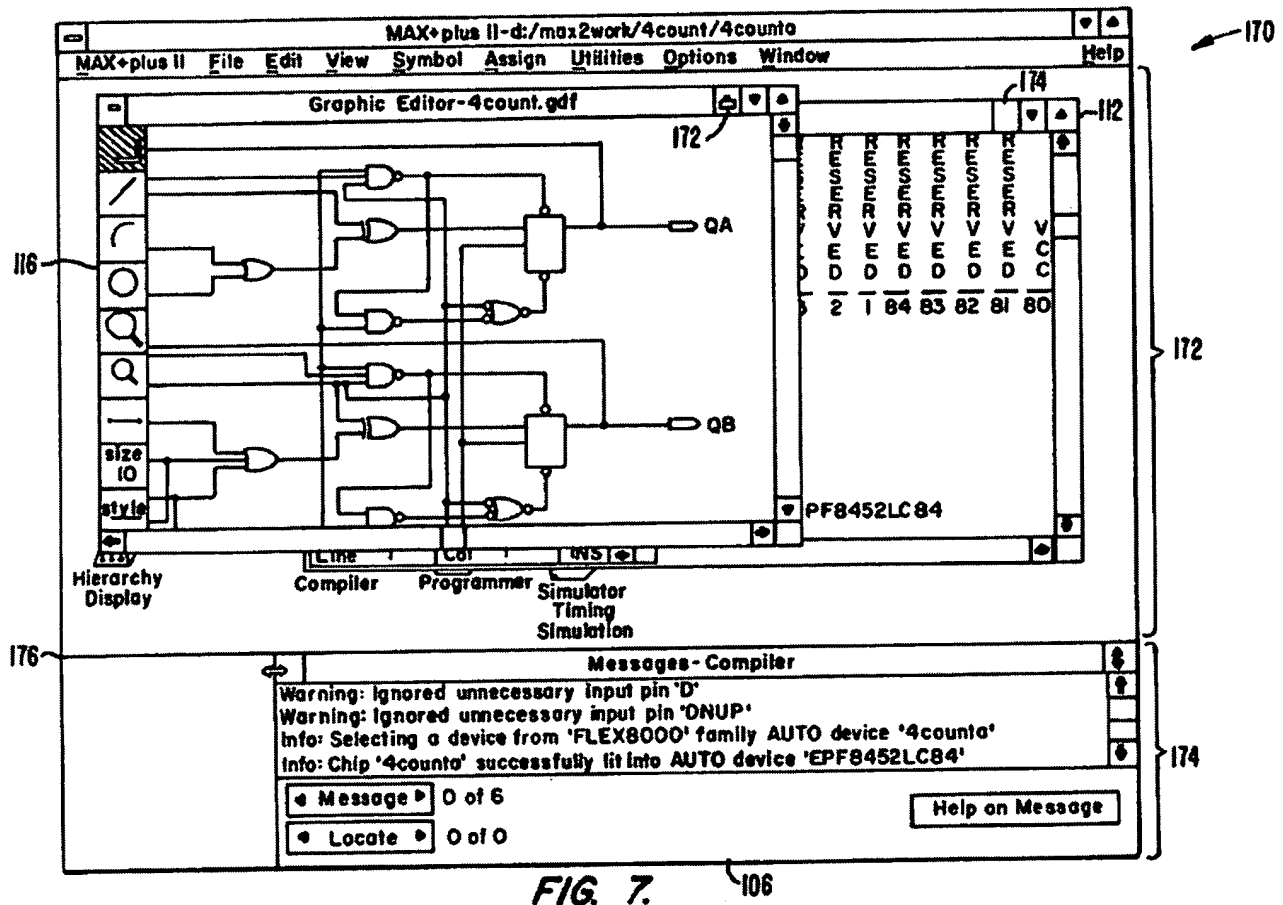 MAX+plus II-d:/max2work/4count/4counta
170
MAX+plus II File Edit View Symbol Assign Utilities Options Window Help
Graphic Editor-4count.gdf
172
174
112
116
RESERVED
RESERVED
RESERVED
RESERVED
RESERVED
RESERVED
VCC
2 1 84 83 82 81 80
QA
172
QB
size
10
style
PF8452LC84
Line Col INS
Hierarchy
Display
Compiler
Programmer
Simulator
Timing
Simulation
176
Messages-Compiler
Warning: Ignored unnecessary input pin 'D'
Warning: Ignored unnecessary input pin 'DNUP'
Info: Selecting a device from 'FLEX8000' family AUTO device '4counta'
Info: Chip '4counta' successfully fit into AUTO device 'EPF8452LC84'
174
Message 0 of 6
Help on Message
Locate 0 of 0
106
FIG. 7.